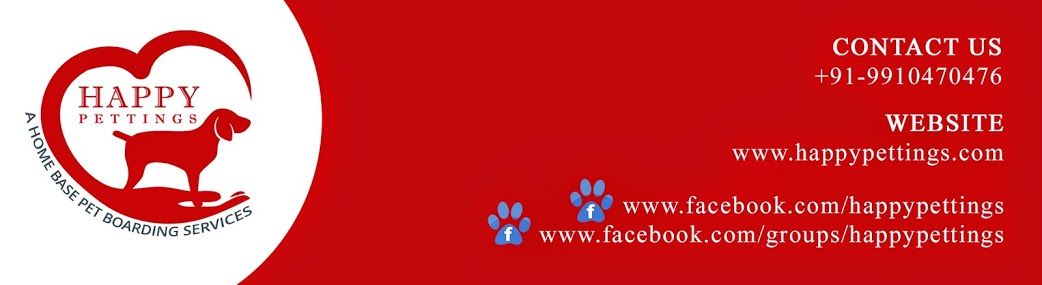 HAPPY
PETTINGS
A HOME BASE PET BOARDING SERVICES
CONTACT US
+91-9910470476
WEBSITE
www.happypettings.com
f www.facebook.com/happypettings
f www.facebook.com/groups/happypettings